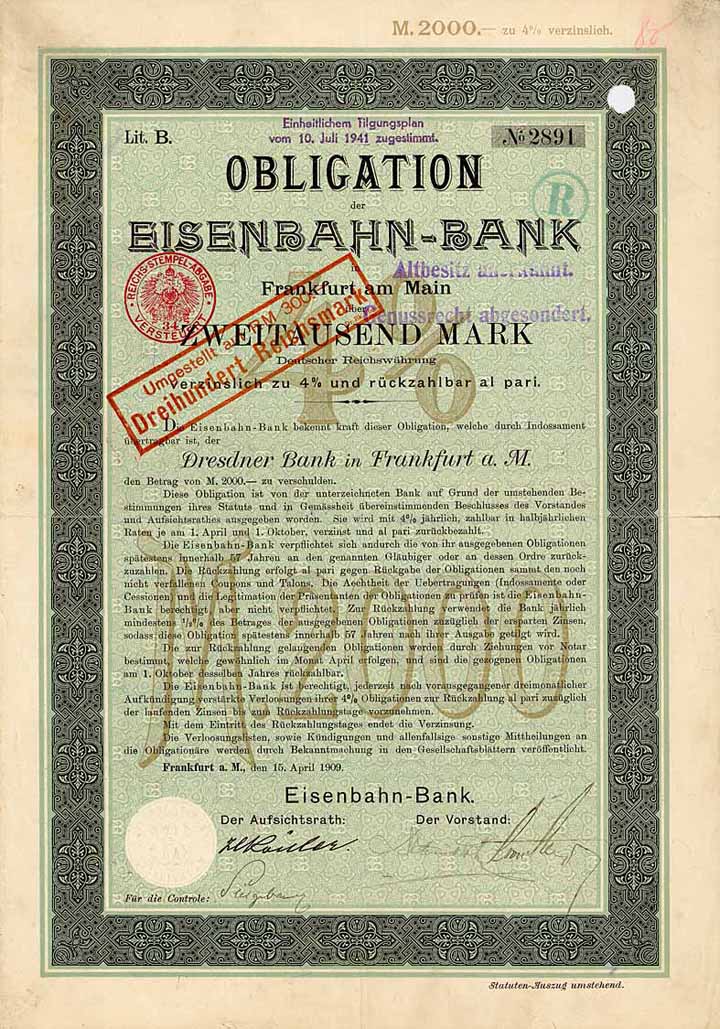 M. 2000.— zu 4% verzinslich.
Einheitlichem Tilgungsplan
vom 10. Juli 1941 zugestimmt.
Lit. B.
№ 2891
OBLIGATION
der
R
EISENBAHN-BANK
in
Altbesitz anerkannt.
REICHS-STEMPEL-ABGABE
VERSTEUERT
34
Frankfurt am Main
über
Genussrecht abgesondert.
Umgestellt auf RM 300.
Dreihundert Reichsmark
ZWEITAUSEND MARK
Deutscher Reichswährung
verzinslich zu 4% und rückzahlbar al pari.
4%
Die Eisenbahn-Bank bekennt kraft dieser Obligation, welche durch Indossament
übertragbar ist, der
Dresdner Bank in Frankfurt a. M.
den Betrag von M. 2000.— zu verschulden.
Diese Obligation ist von der unterzeichneten Bank auf Grund der umstehenden Be-
stimmungen ihres Statuts und in Gemässheit übereinstimmenden Beschlusses des Vorstandes
und Aufsichtsrathes ausgegeben worden. Sie wird mit 4% jährlich, zahlbar in halbjährlichen
Raten je am 1. April und 1. Oktober, verzinst und al pari zurückbezahlt.
Die Eisenbahn-Bank verpflichtet sich andurch die von ihr ausgegebenen Obligationen
spätestens innerhalb 57 Jahren an den genannten Gläubiger oder an dessen Ordre zurück-
zuzahlen. Die Rückzahlung erfolgt al pari gegen Rückgabe der Obligationen sammt den noch
nicht verfallenen Coupons und Talons. Die Aechtheit der Uebertragungen (Indossamente oder
Cessionen) und die Legitimation der Präsentanten der Obligationen zu prüfen ist die Eisenbahn-
Bank berechtigt, aber nicht verpflichtet. Zur Rückzahlung verwendet die Bank jährlich
mindestens ½% des Betrages der ausgegebenen Obligationen zuzüglich der ersparten Zinsen,
sodass diese Obligation spätestens innerhalb 57 Jahren nach ihrer Ausgabe getilgt wird.
Die zur Rückzahlung gelangenden Obligationen werden durch Ziehungen vor Notar
bestimmt, welche gewöhnlich im Monat April erfolgen, und sind die gezogenen Obligationen
am 1. Oktober desselben Jahres rückzahlbar.
Die Eisenbahn-Bank ist berechtigt, jederzeit nach vorausgegangener dreimonatlicher
Aufkündigung verstärkte Verloosungen ihrer 4% Obligationen zur Rückzahlung al pari zuzüglich
der laufenden Zinsen bis zum Rückzahlungstage vorzunehmen.
Mit dem Eintritt des Rückzahlungstages endet die Verzinsung.
Die Verloosungslisten, sowie Kündigungen und allenfallsige sonstige Mittheilungen an
die Obligationäre werden durch Bekanntmachung in den Gesellschaftsblättern veröffentlicht.
M 2000
Frankfurt a. M., den 15. April 1909.
Eisenbahn-Bank.
Der Aufsichtsrath:
Der Vorstand:
Für die Controle:
Statuten-Auszug umstehend.